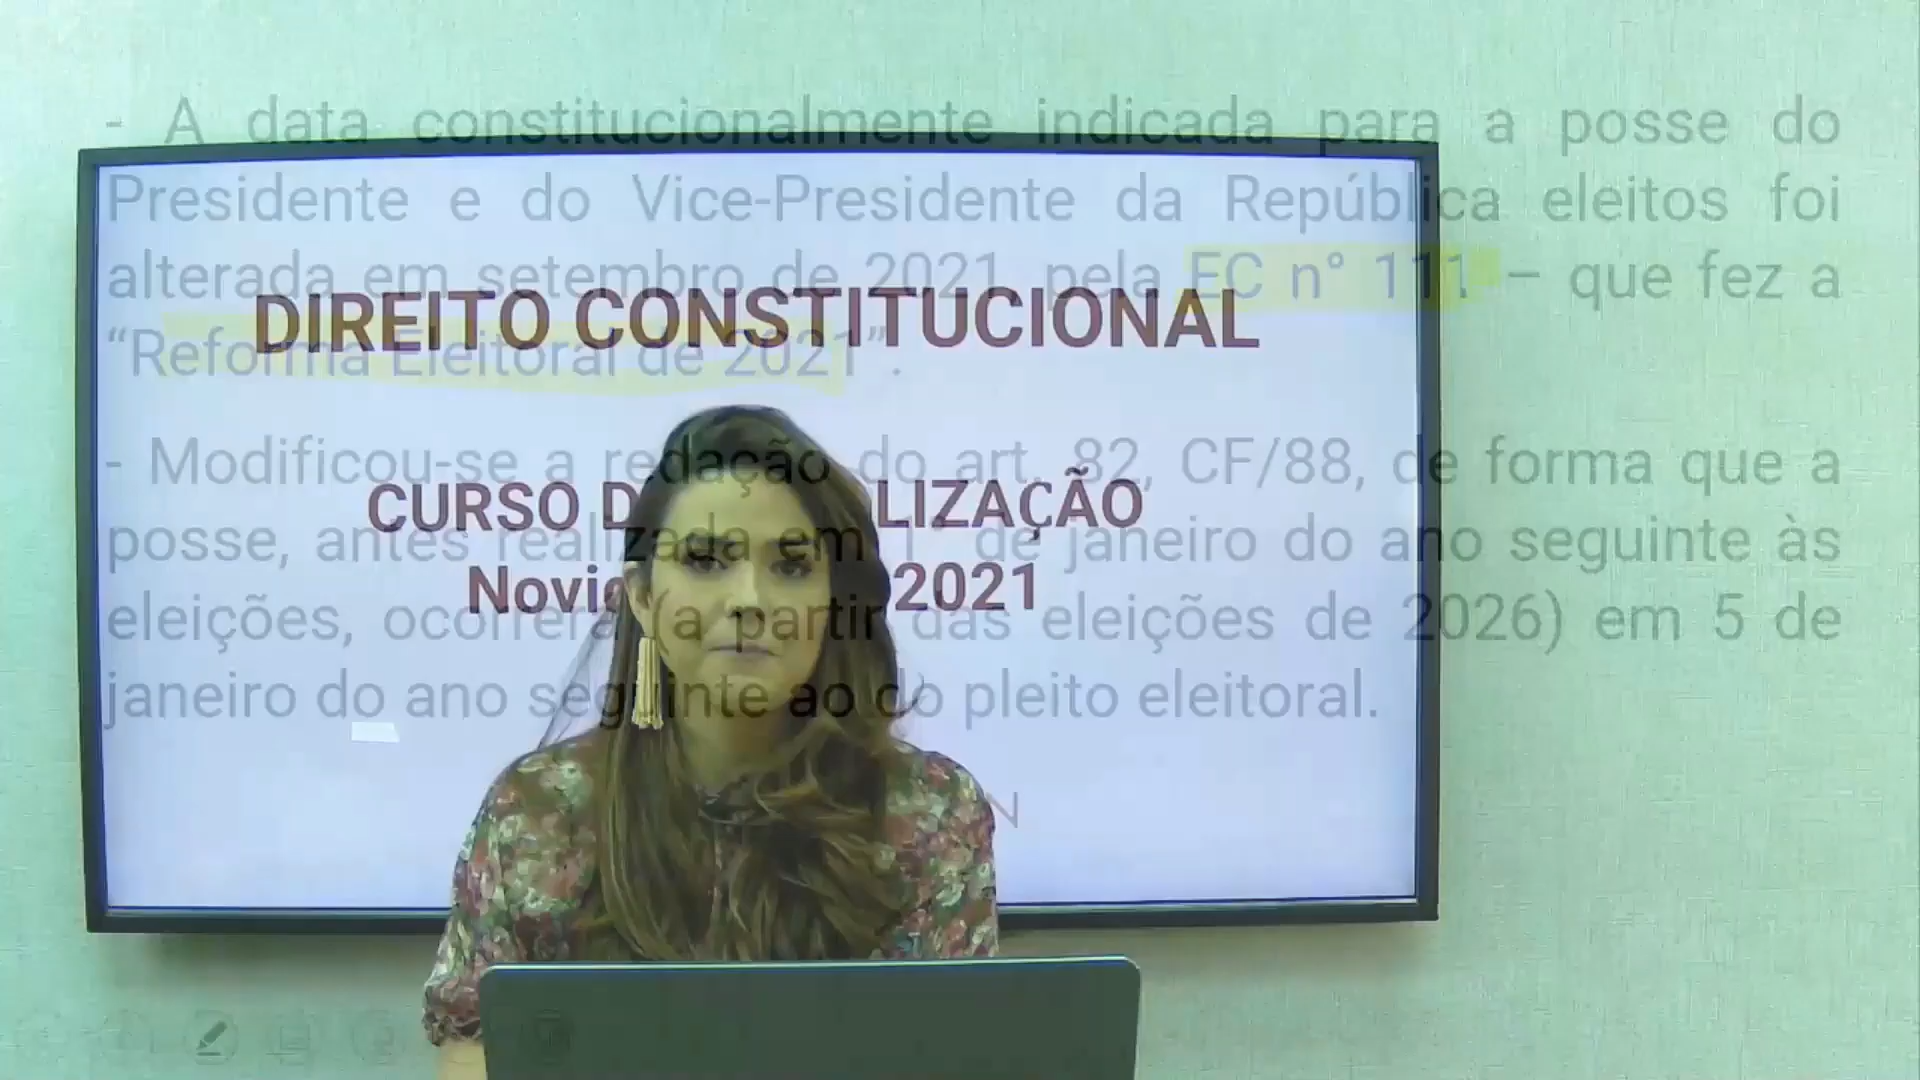 - A data constitucionalmente indicada para a posse do
Presidente e do Vice-Presidente da República eleitos foi
alterada em setembro de 2021, pela EC n° 111 – que fez a
“Reforma Eleitoral de 2021”.
- Modificou-se a redação do art. 82, CF/88, de forma que a
posse, antes realizada em 1° de janeiro do ano seguinte às
eleições, ocorrerá (a partir das eleições de 2026) em 5 de
janeiro do ano seguinte ao do pleito eleitoral.
DIREITO CONSTITUCIONAL
CURSO LIZAÇÃO
2021